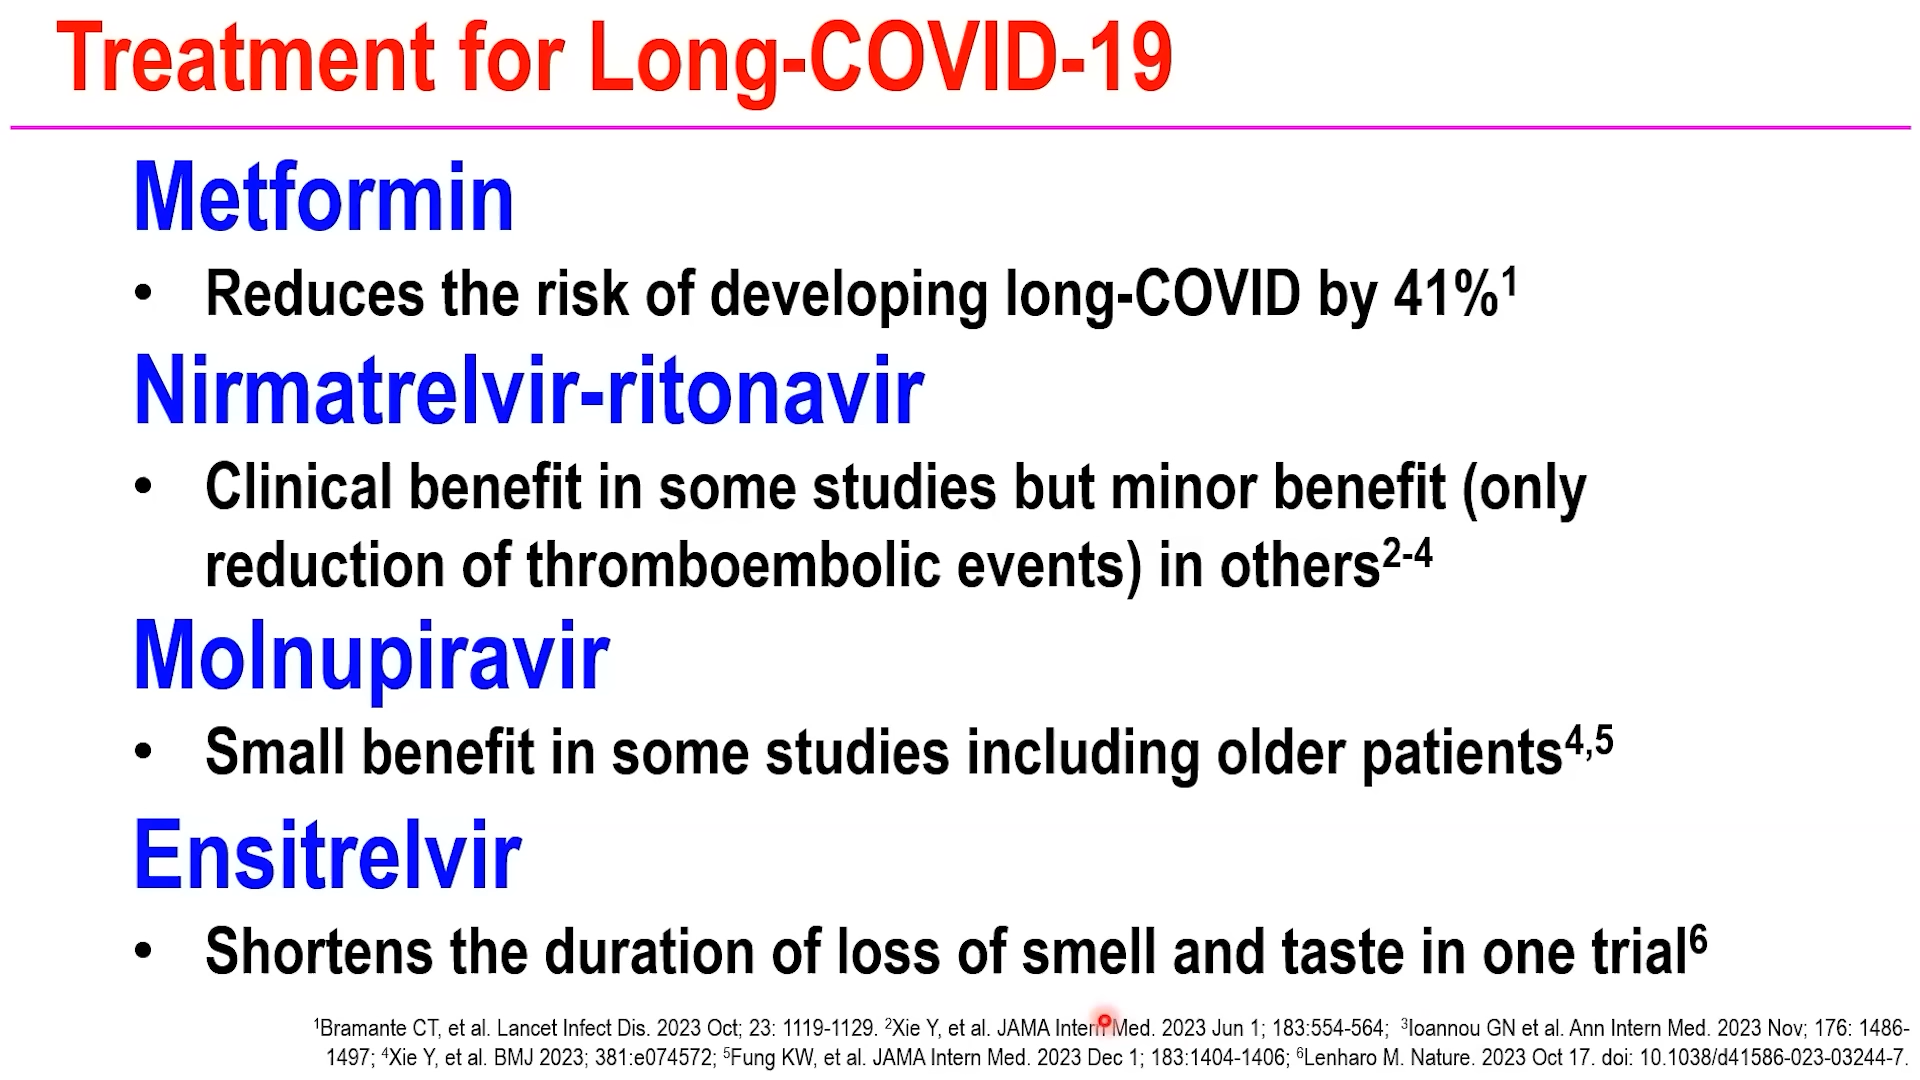 Treatment for Long-COVID-19
Metformin
• Reduces the risk of developing long-COVID by 41%¹
Nirmatrelvir-ritonavir
• Clinical benefit in some studies but minor benefit (only
reduction of thromboembolic events) in others²⁻⁴
Molnupiravir
• Small benefit in some studies including older patients⁴,⁵
Ensitrelvir
• Shortens the duration of loss of smell and taste in one trial⁶
¹Bramante CT, et al. Lancet Infect Dis. 2023 Oct; 23: 1119-1129. ²Xie Y, et al. JAMA Intern Med. 2023 Jun 1; 183:554-564; ³Ioannou GN et al. Ann Intern Med. 2023 Nov; 176: 1486-
1497; ⁴Xie Y, et al. BMJ 2023; 381:e074572; ⁵Fung KW, et al. JAMA Intern Med. 2023 Dec 1; 183:1404-1406; ⁶Lenharo M. Nature. 2023 Oct 17. doi: 10.1038/d41586-023-03244-7.